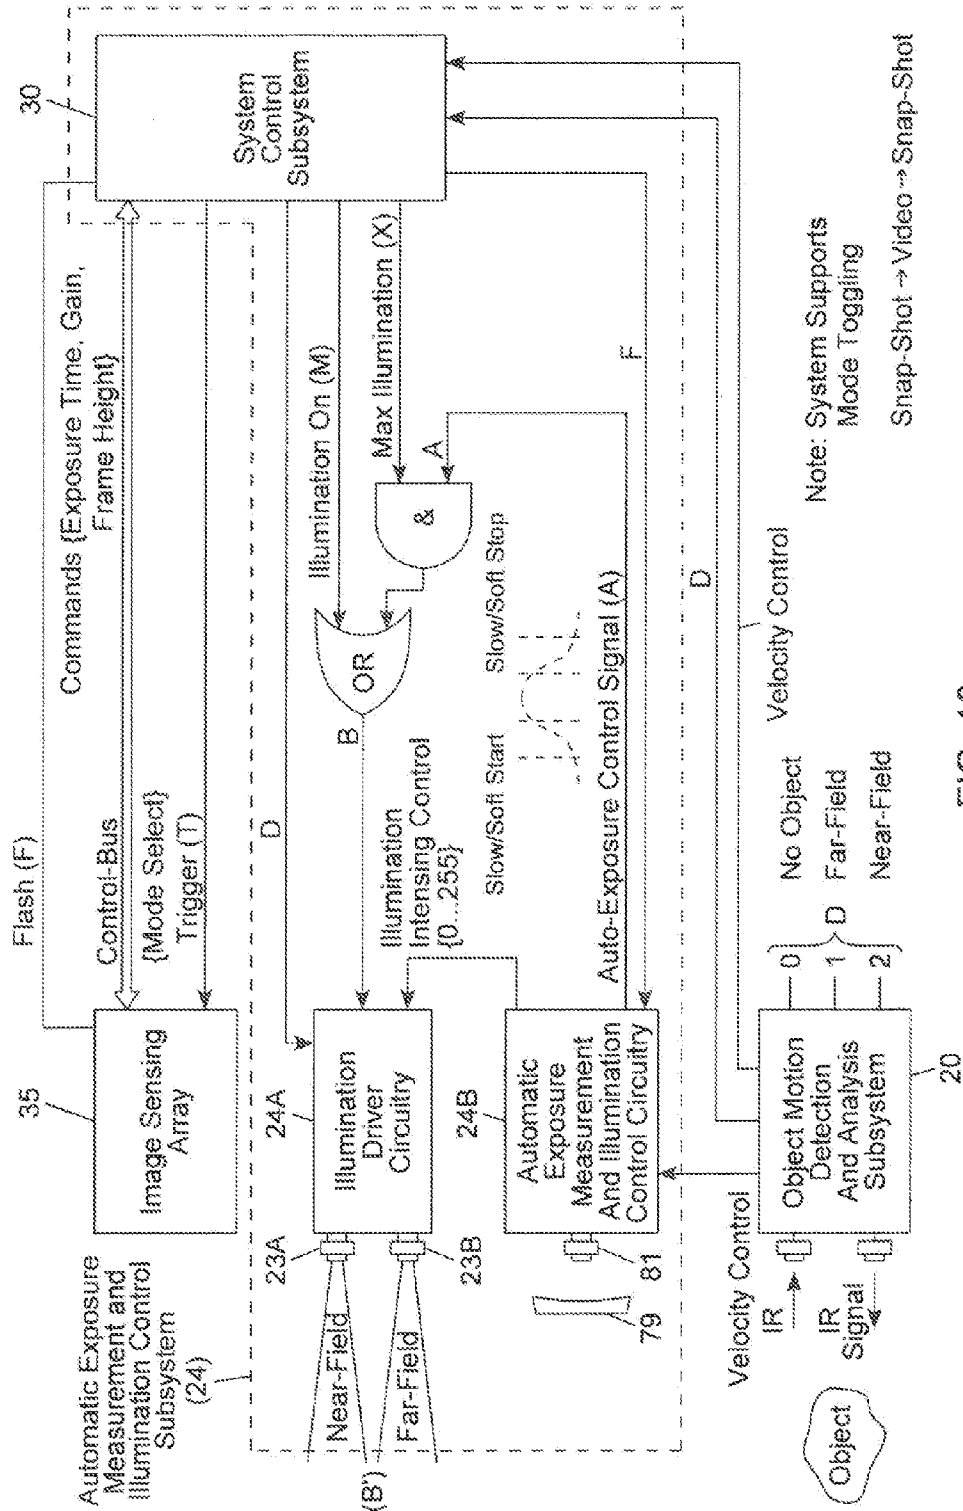 Automatic Exposure
Measurement and
Illumination Control
Subsystem
(24)
35
Image Sensing
Array
Flash (F)
Control-Bus
{Mode Select}
Trigger (T)
Commands {Exposure Time, Gain,
Frame Height}
30
System
Control
Subsystem
23A
Near-Field
(B')
Far-Field
23B
24A
Illumination
Driver
Circuitry
D
B
OR
Illumination On (M)
Max Illumination (X)
A
&
Illumination
Intensing Control
{0...255}
24B
Automatic
Exposure
Measurement
And Illumination
Control Circuitry
81
79
Slow/Soft Start
Slow/Soft Stop
Auto-Exposure Control Signal (A)
F
D
Velocity Control
Velocity Control
IR
IR
Signal
Object
Object Motion
Detection
And Analysis
Subsystem
20
0
1
2
D
No Object
Far-Field
Near-Field
Note: System Supports
Mode Toggling
Snap-Shot → Video → Snap-Shot